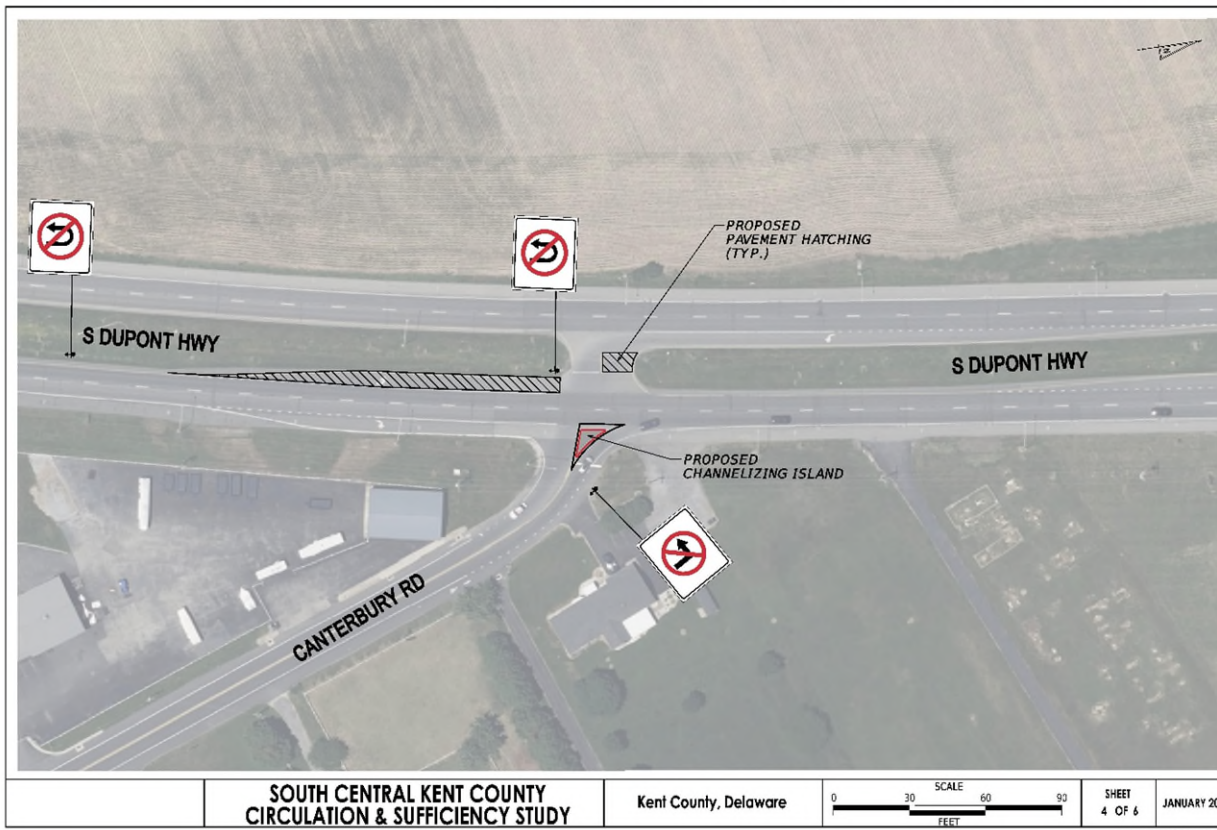 PROPOSED
PAVEMENT HATCHING
(TYP.)
S DUPONT HWY
S DUPONT HWY
PROPOSED
CHANNELIZING ISLAND
CANTERBURY RD
SOUTH CENTRAL KENT COUNTY
CIRCULATION & SUFFICIENCY STUDY
Kent County, Delaware
SCALE
0 30 60 90
FEET
SHEET
4 OF 6
JANUARY 20